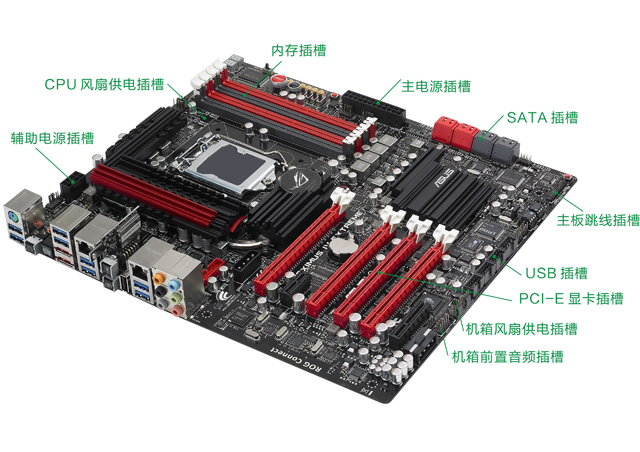 内存插槽
CPU 风扇供电插槽
主电源插槽
SATA 插槽
辅助电源插槽
ASUS
主板跳线插槽
USB 插槽
PCI-E 显卡插槽
机箱风扇供电插槽
机箱前置音频插槽
ROG Connect